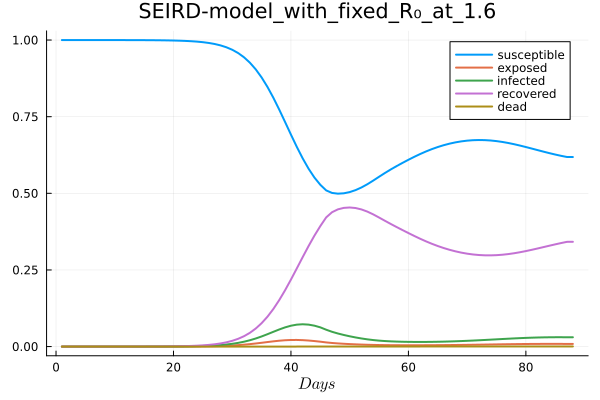 SEIRD-model_with_fixed_R₀_at_1.6
1.00
0.75
0.50
0.25
0.00
susceptible
exposed
infected
recovered
dead
0 20 40 60 80
Days